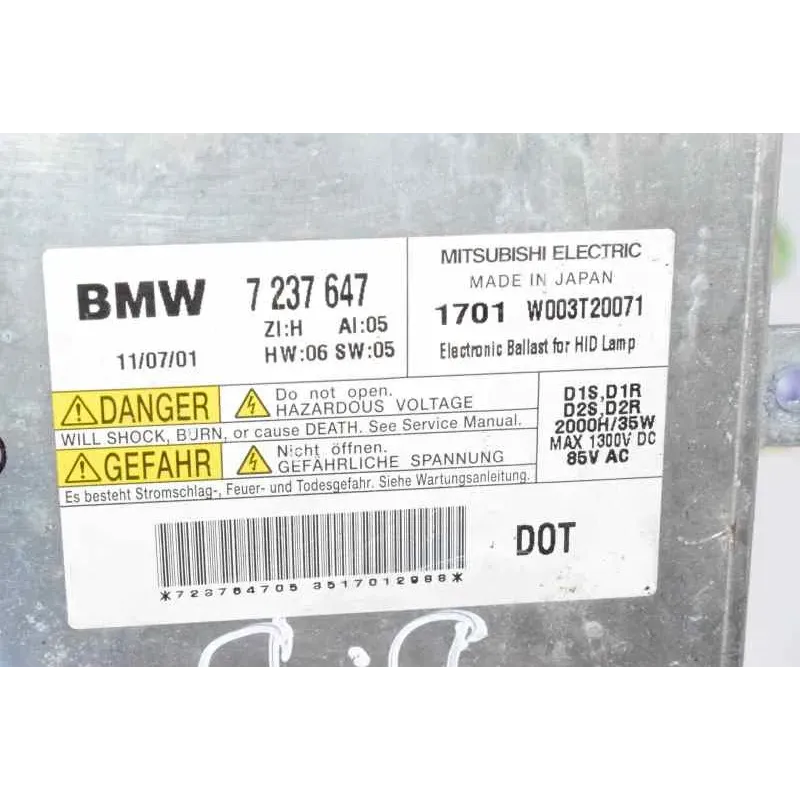 BMW 7 237 647
ZI:H AI:05
11/07/01 HW:06 SW:05
MITSUBISHI ELECTRIC
MADE IN JAPAN
1701 W003T20071
Electronic Ballast for HID Lamp
DANGER Do not open. HAZARDOUS VOLTAGE
WILL SHOCK, BURN, or cause DEATH. See Service Manual.
GEFAHR Nicht öffnen. GEFÄHRLICHE SPANNUNG
Es besteht Stromschlag-, Feuer- und Todesgefahr. Siehe Wartungsanleitung.
D1S,D1R
D2S,D2R
2000H/35W
MAX 1300V DC
85V AC
*723764705 3517012988*
DOT